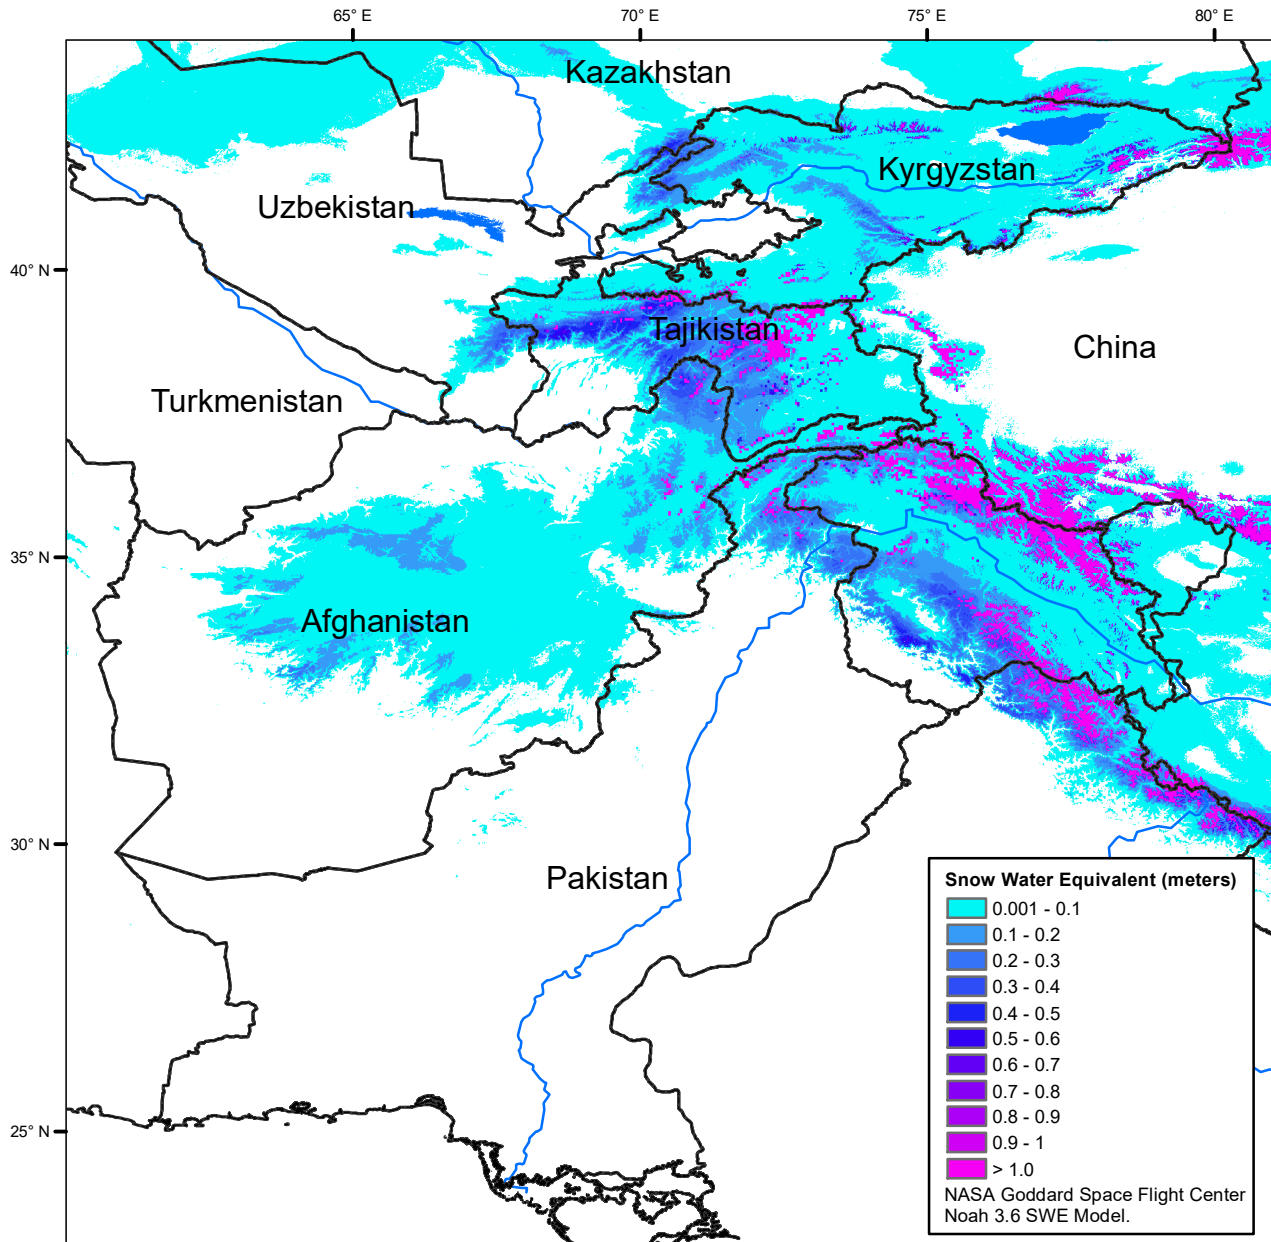 65° E
70° E
75° E
80° E
Kazakhstan
Kyrgyzstan
Uzbekistan
40° N
Tajikistan
China
Turkmenistan
35° N
Afghanistan
30° N
Pakistan
25° N
Snow Water Equivalent (meters)
0.001 - 0.1
0.1 - 0.2
0.2 - 0.3
0.3 - 0.4
0.4 - 0.5
0.5 - 0.6
0.6 - 0.7
0.7 - 0.8
0.8 - 0.9
0.9 - 1
> 1.0
NASA Goddard Space Flight Center
Noah 3.6 SWE Model.